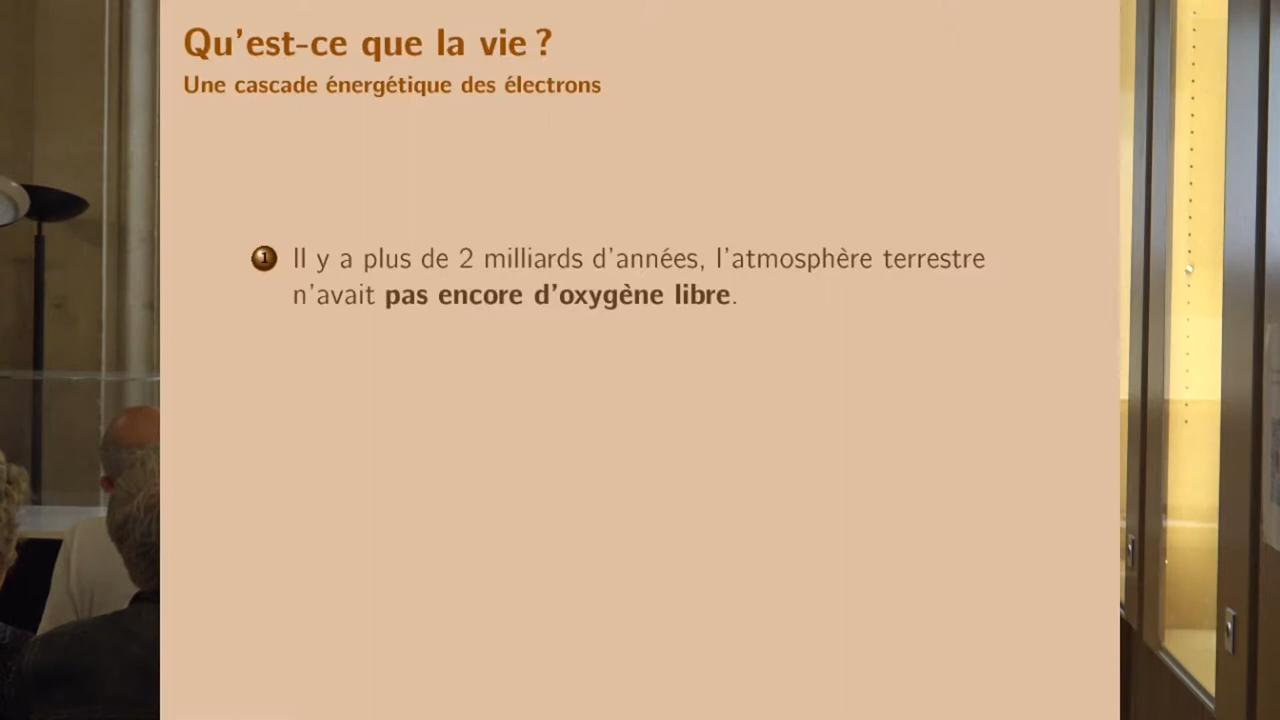 Qu'est-ce que la vie ?
Une cascade énergétique des électrons
1 Il y a plus de 2 milliards d'années, l'atmosphère terrestre
n'avait pas encore d'oxygène libre.